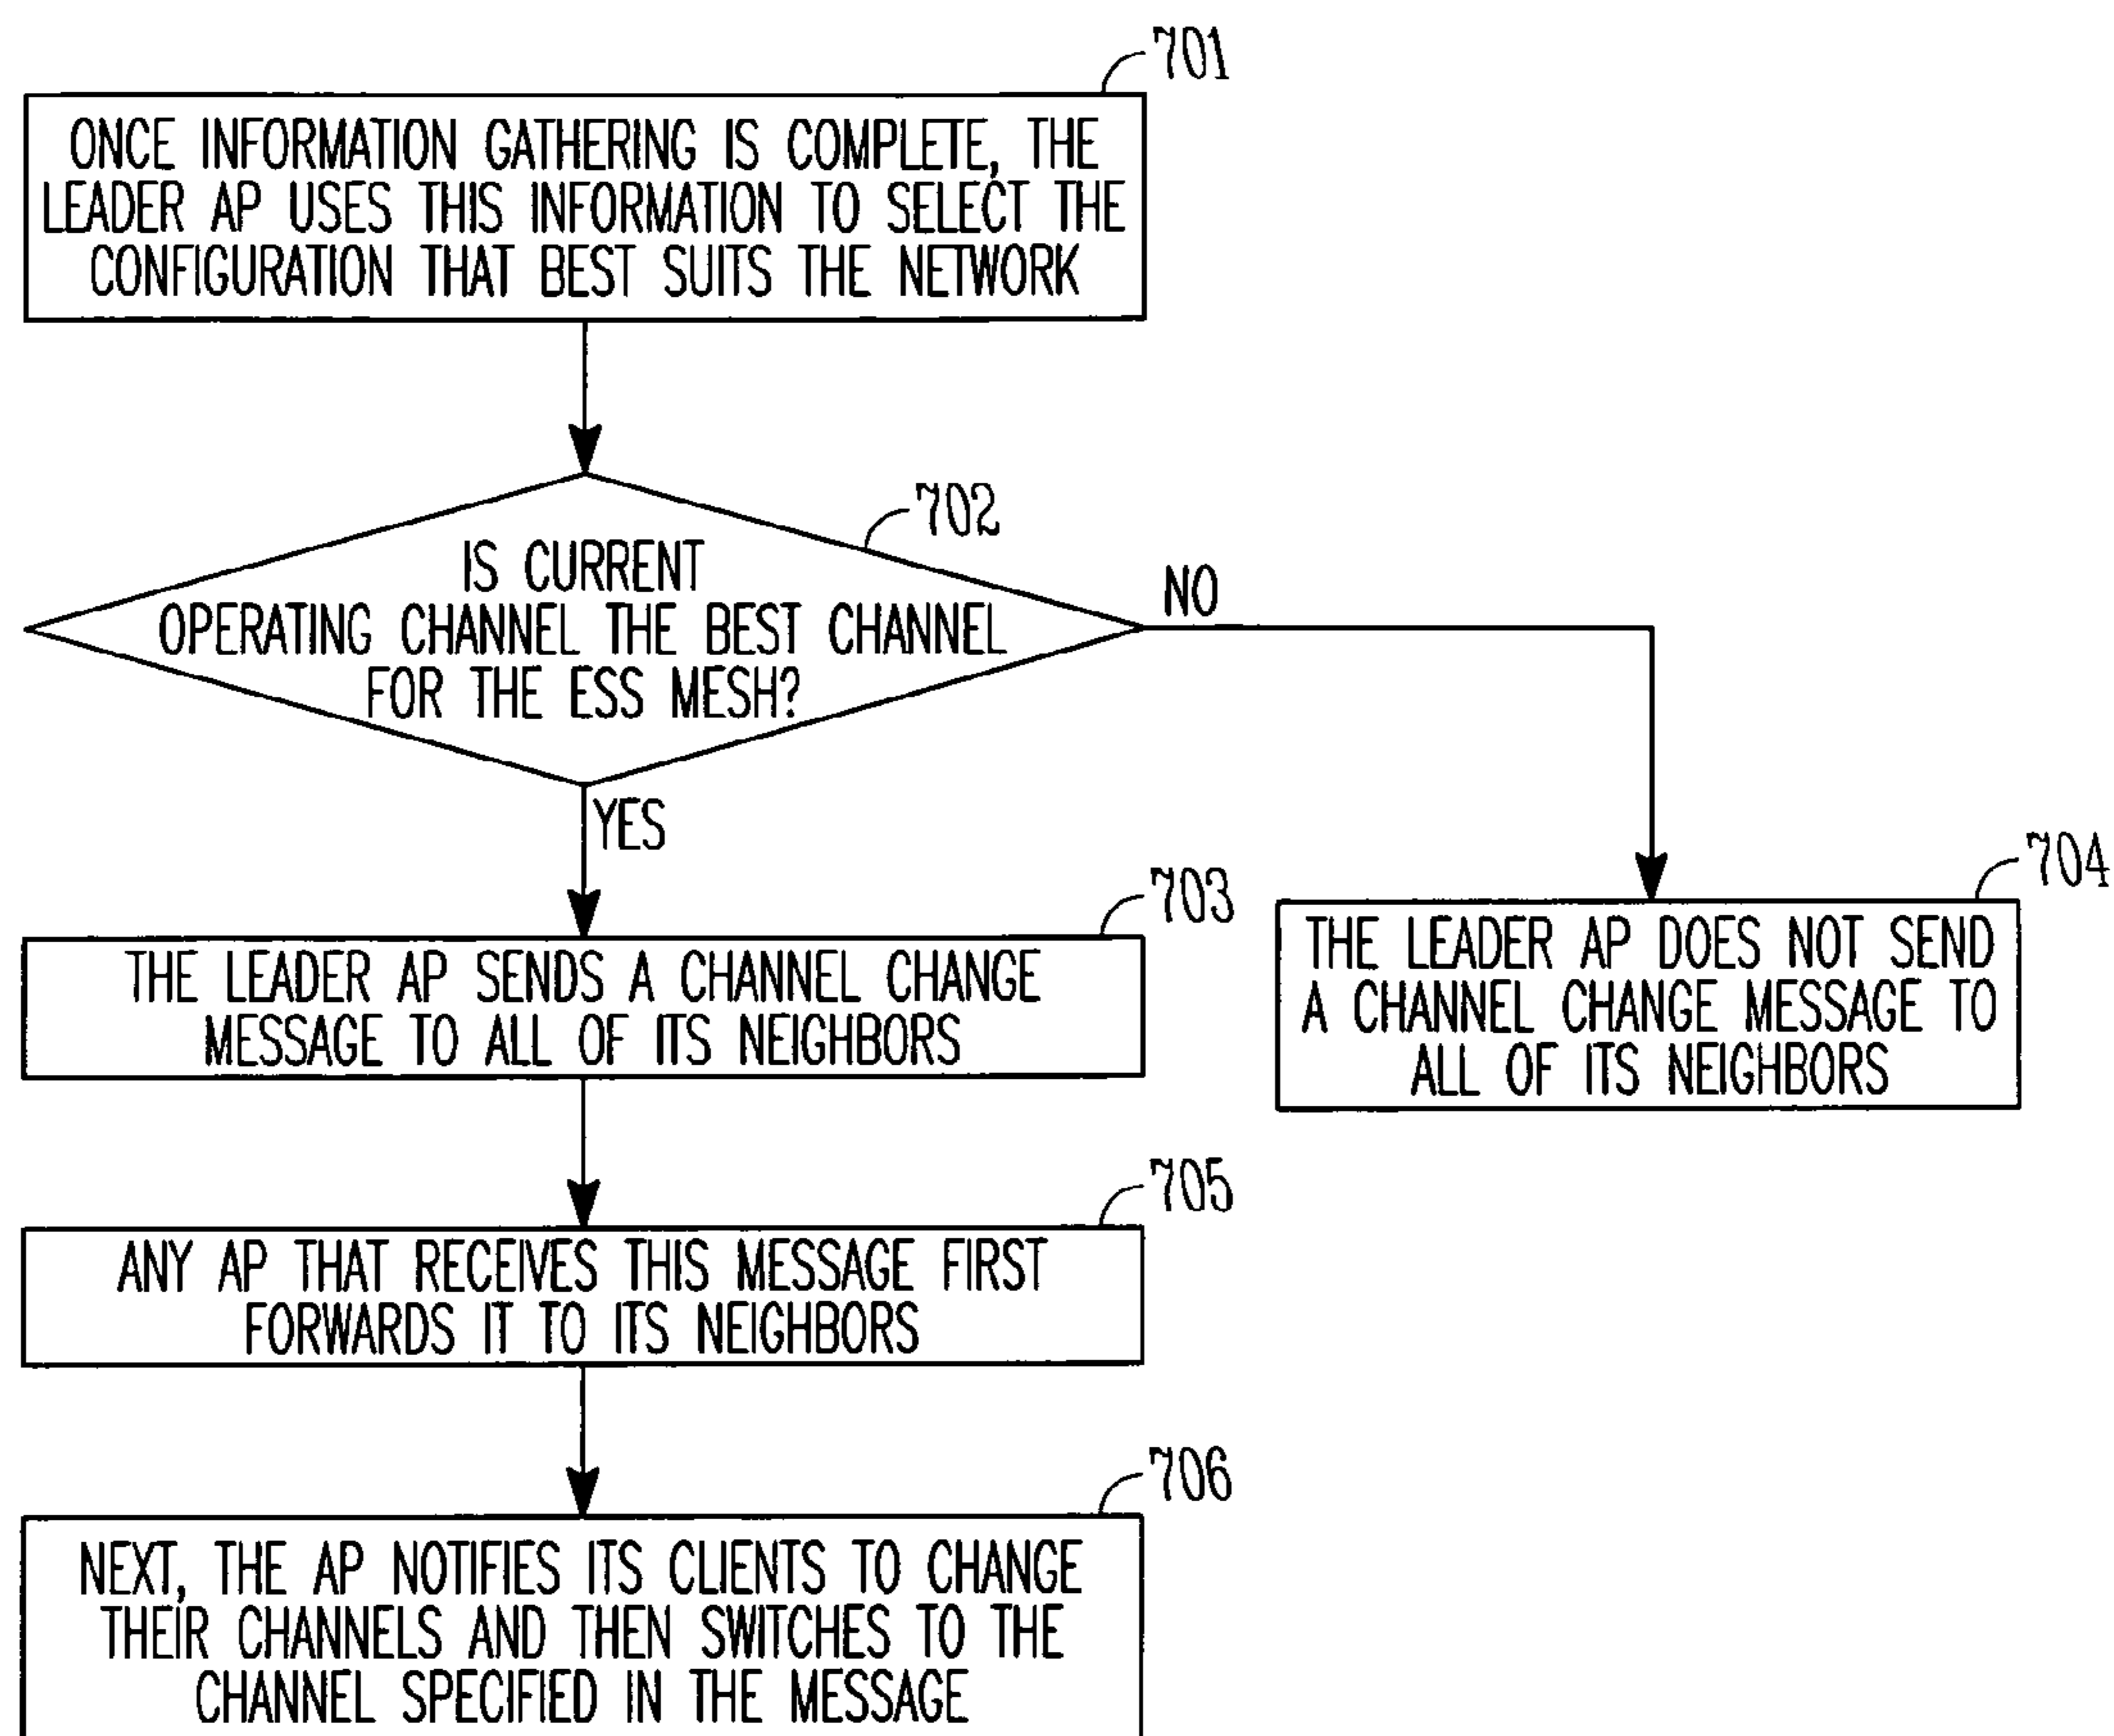 701
ONCE INFORMATION GATHERING IS COMPLETE, THE
LEADER AP USES THIS INFORMATION TO SELECT THE
CONFIGURATION THAT BEST SUITS THE NETWORK
702
IS CURRENT
OPERATING CHANNEL THE BEST CHANNEL
FOR THE ESS MESH?
NO
YES
703
THE LEADER AP SENDS A CHANNEL CHANGE
MESSAGE TO ALL OF ITS NEIGHBORS
704
THE LEADER AP DOES NOT SEND
A CHANNEL CHANGE MESSAGE TO
ALL OF ITS NEIGHBORS
705
ANY AP THAT RECEIVES THIS MESSAGE FIRST
FORWARDS IT TO ITS NEIGHBORS
706
NEXT, THE AP NOTIFIES ITS CLIENTS TO CHANGE
THEIR CHANNELS AND THEN SWITCHES TO THE
CHANNEL SPECIFIED IN THE MESSAGE